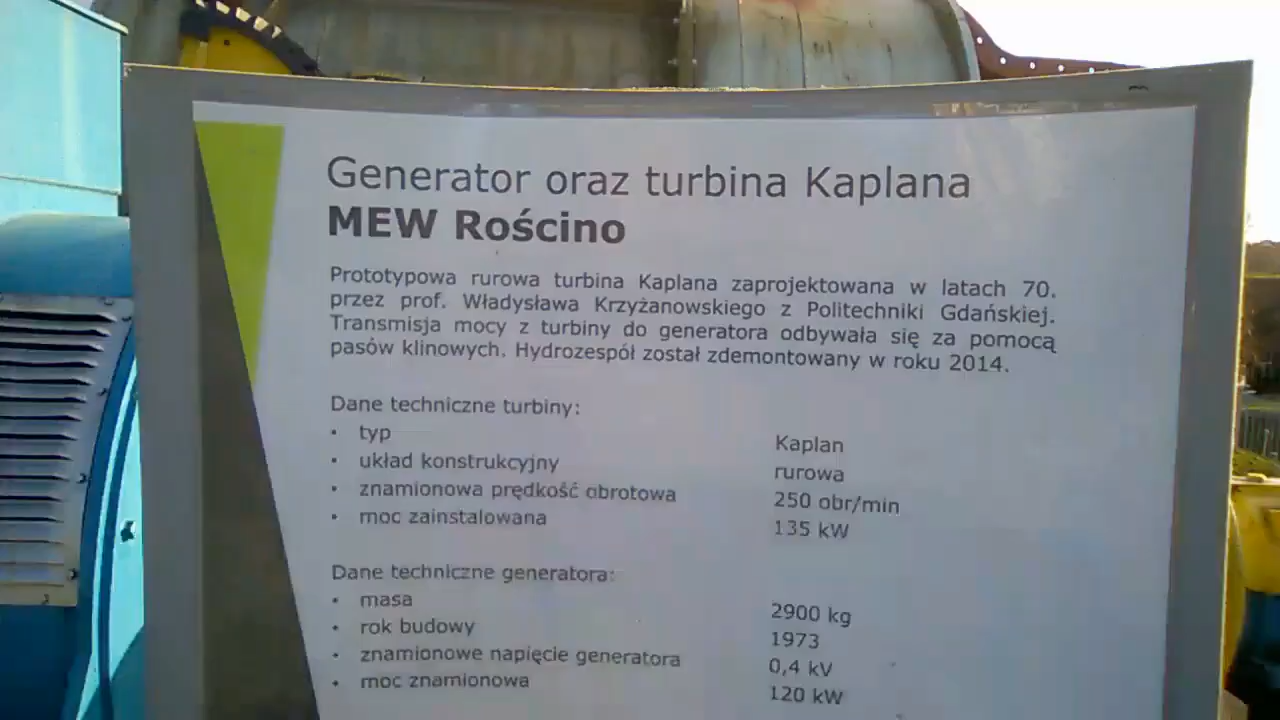 Generator oraz turbina Kaplana
MEW Rościno
Prototypowa rurowa turbina Kaplana zaprojektowana w latach 70.
przez prof. Władysława Krzyżanowskiego z Politechniki Gdańskiej.
Transmisja mocy z turbiny do generatora odbywała się za pomocą
pasów klinowych. Hydrozespół został zdemontowany w roku 2014.
Dane techniczne turbiny:
• typ Kaplan
• układ konstrukcyjny rurowa
• znamionowa prędkość obrotowa 250 obr/min
• moc zainstalowana 135 kW
Dane techniczne generatora:
• masa 2900 kg
• rok budowy 1973
• znamionowe napięcie generatora 0,4 kV
• moc znamionowa 120 kW